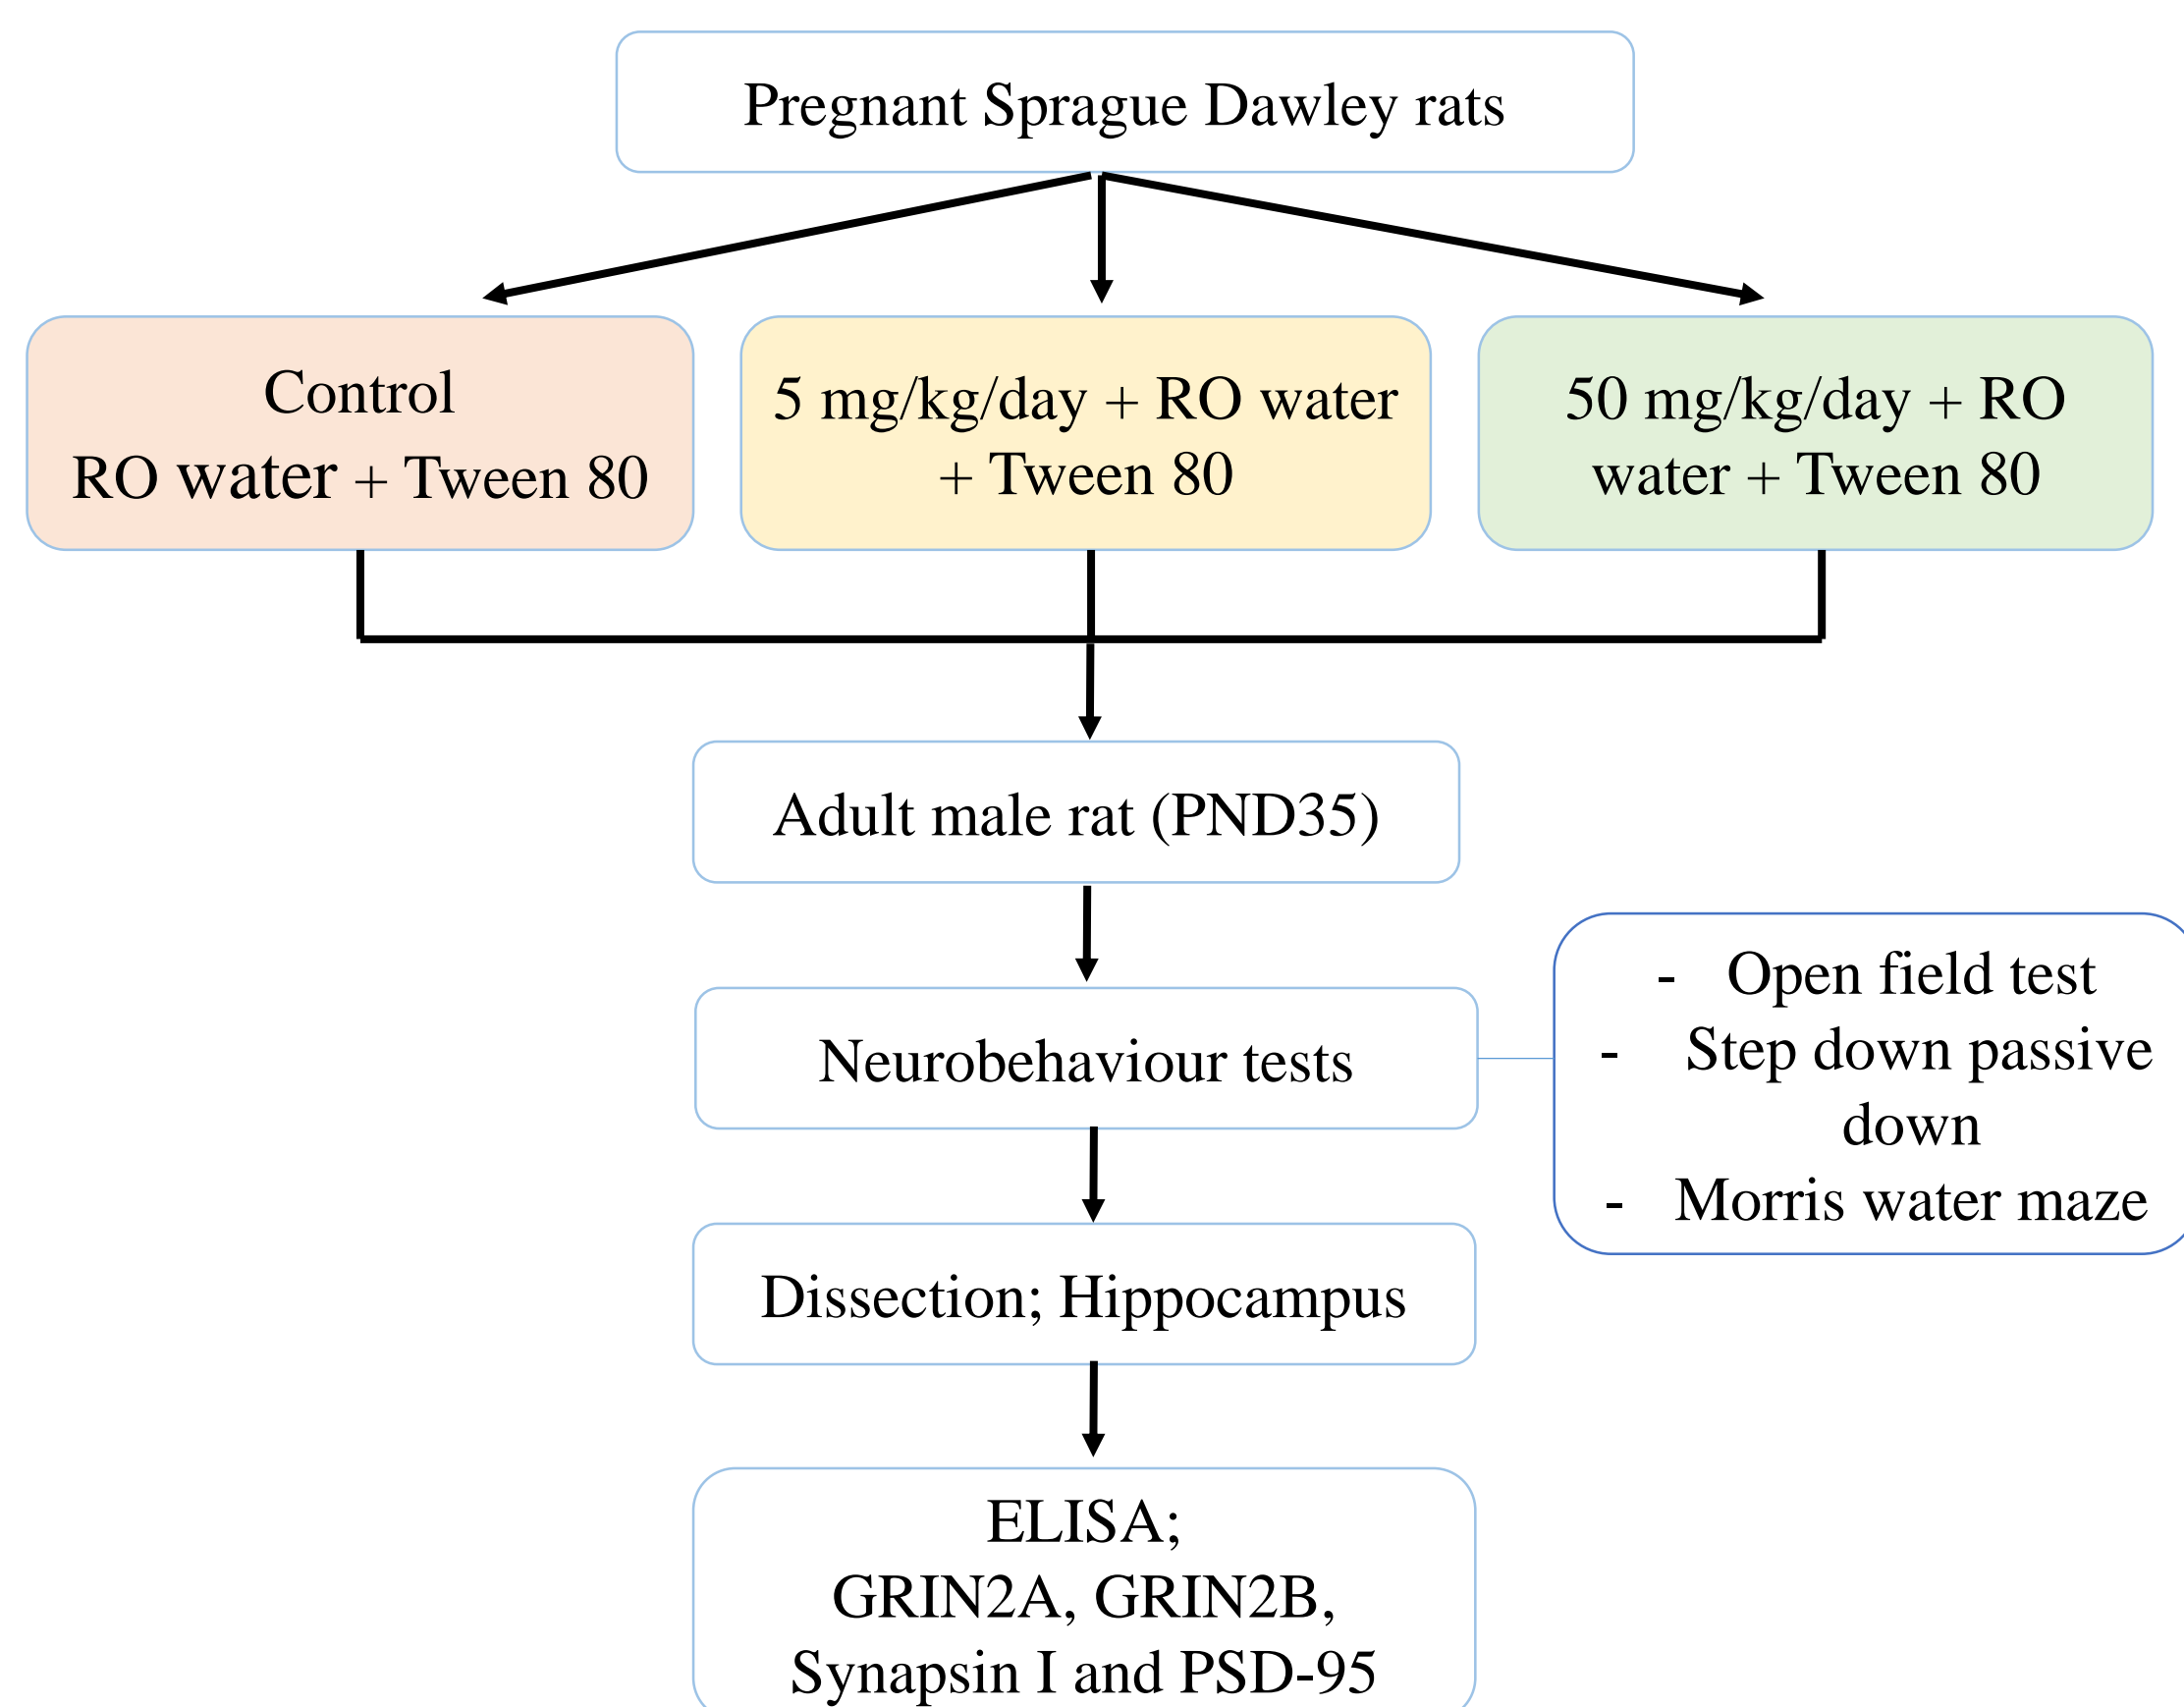 Pregnant Sprague Dawley rats
Control
RO water + Tween 80
5 mg/kg/day + RO water
+ Tween 80
50 mg/kg/day + RO
water + Tween 80
Adult male rat (PND35)
Neurobehaviour tests
- Open field test
- Step down passive
down
- Morris water maze
Dissection; Hippocampus
ELISA;
GRIN2A, GRIN2B,
Synapsin I and PSD-95